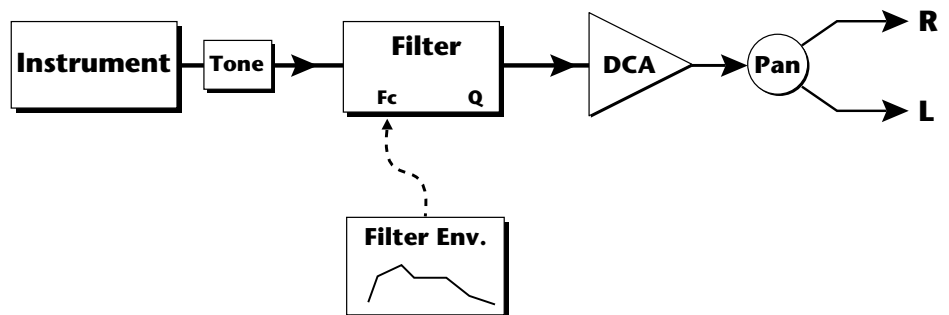 Instrument
Tone
Filter
Fc Q
DCA
Pan
R
L
Filter Env.